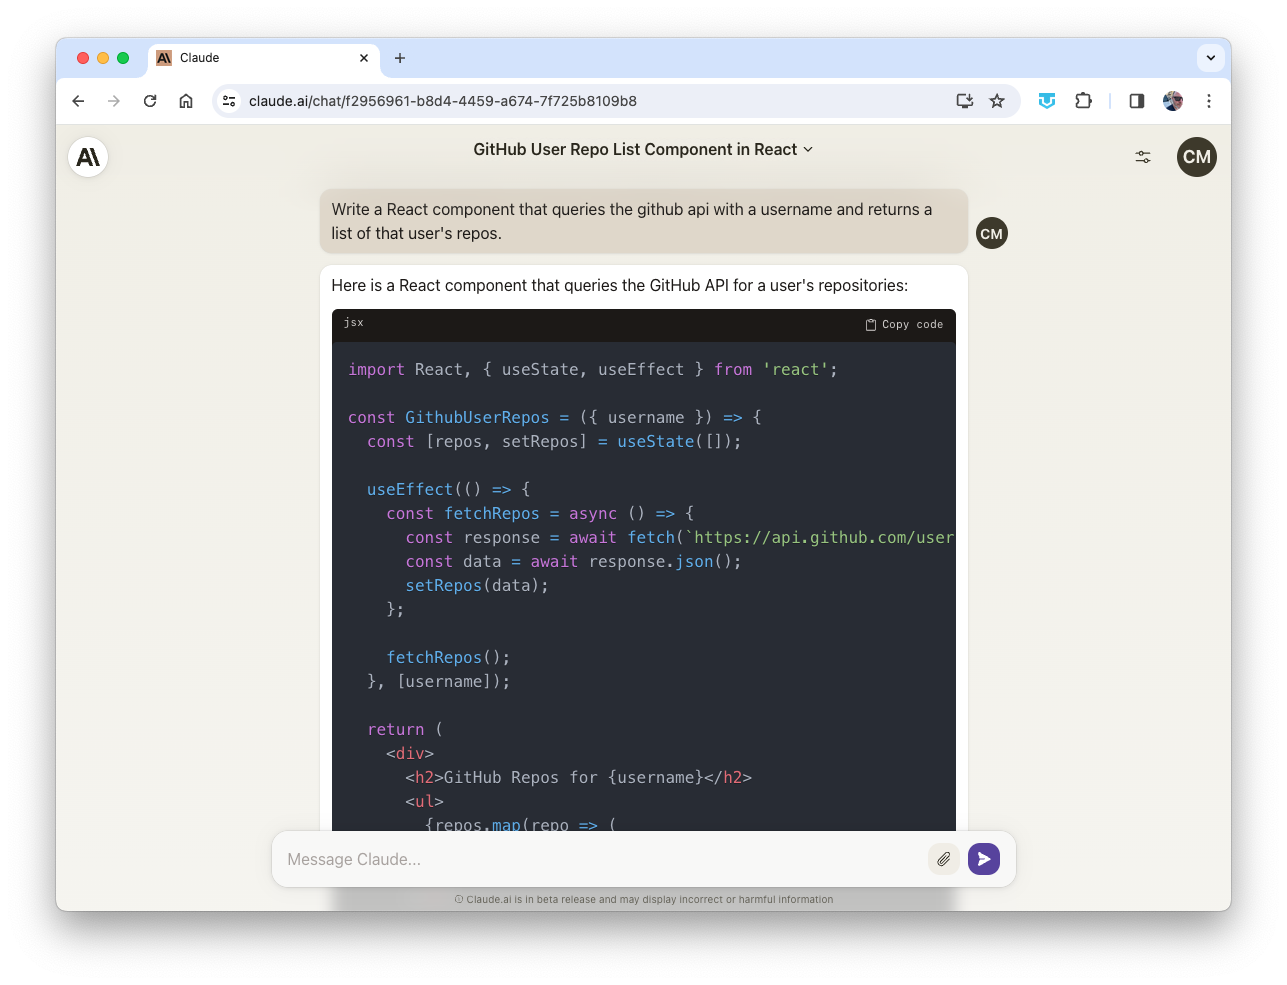 Claude
claude.ai/chat/f2956961-b8d4-4459-a674-7f725b8109b8
GitHub User Repo List Component in React
CM
Write a React component that queries the github api with a username and returns a
list of that user's repos.
CM
Here is a React component that queries the GitHub API for a user's repositories:
jsx
Copy code
import React, { useState, useEffect } from 'react';
const GithubUserRepos = ({ username }) => {
  const [repos, setRepos] = useState([]);
  useEffect(() => {
    const fetchRepos = async () => {
      const response = await fetch(`https://api.github.com/user
      const data = await response.json();
      setRepos(data);
    };
    fetchRepos();
  }, [username]);
  return (
    <div>
      <h2>GitHub Repos for {username}</h2>
      <ul>
        {repos.map(repo => (
Message Claude...
Claude.ai is in beta release and may display incorrect or harmful information